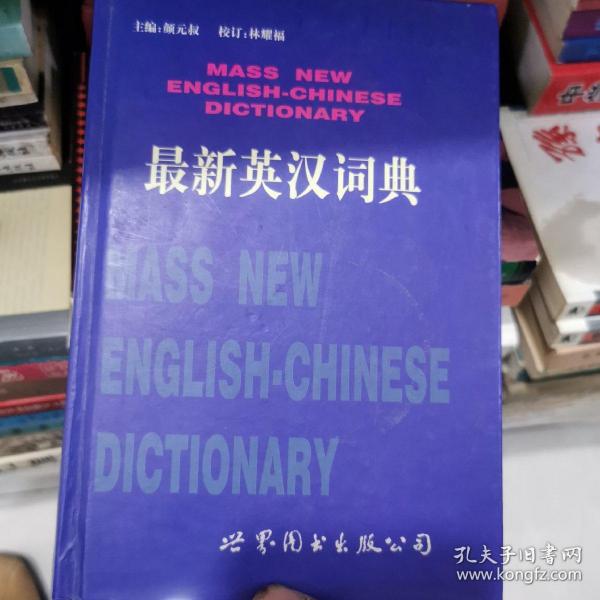 主编:颜元叔 校订:林耀福
MASS NEW
ENGLISH-CHINESE
DICTIONARY
最新英汉词典
MASS NEW
ENGLISH-CHINESE
DICTIONARY
世界图书出版公司
孔夫子旧书网
www.kongfz.com